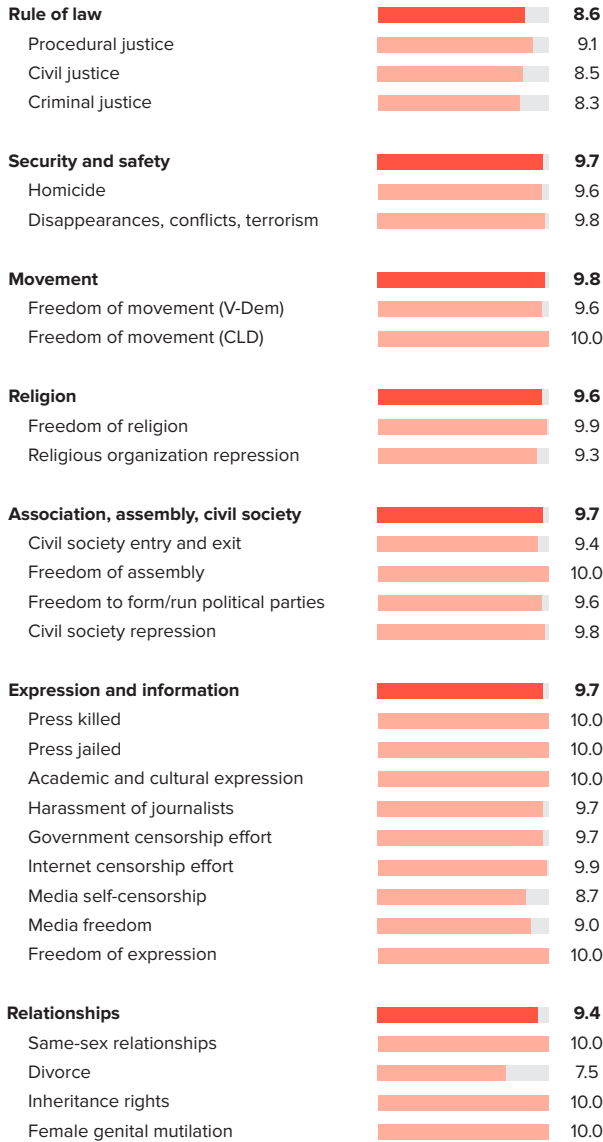 Rule of law 8.6
Procedural justice 9.1
Civil justice 8.5
Criminal justice 8.3
Security and safety 9.7
Homicide 9.6
Disappearances, conflicts, terrorism 9.8
Movement 9.8
Freedom of movement (V-Dem) 9.6
Freedom of movement (CLD) 10.0
Religion 9.6
Freedom of religion 9.9
Religious organization repression 9.3
Association, assembly, civil society 9.7
Civil society entry and exit 9.4
Freedom of assembly 10.0
Freedom to form/run political parties 9.6
Civil society repression 9.8
Expression and information 9.7
Press killed 10.0
Press jailed 10.0
Academic and cultural expression 10.0
Harassment of journalists 9.7
Government censorship effort 9.7
Internet censorship effort 9.9
Media self-censorship 8.7
Media freedom 9.0
Freedom of expression 10.0
Relationships 9.4
Same-sex relationships 10.0
Divorce 7.5
Inheritance rights 10.0
Female genital mutilation 10.0